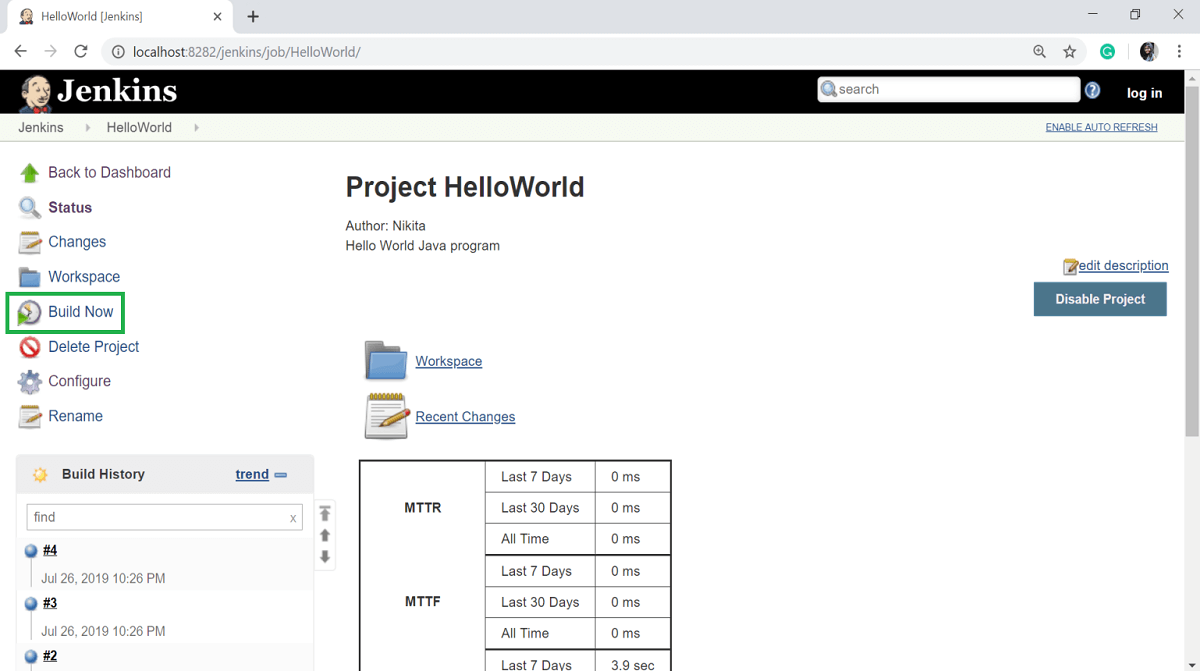 HelloWorld [Jenkins]
localhost:8282/jenkins/job/HelloWorld/
Jenkins
search
log in
Jenkins
HelloWorld
ENABLE AUTO REFRESH
Back to Dashboard
Status
Changes
Workspace
Build Now
Delete Project
Configure
Rename
Build History
trend
find
x
#4
Jul 26, 2019 10:26 PM
#3
Jul 26, 2019 10:26 PM
#2
Project HelloWorld
Author: Nikita
Hello World Java program
edit description
Disable Project
Workspace
Recent Changes
MTTR
Last 7 Days 0 ms
Last 30 Days 0 ms
All Time 0 ms
MTTF
Last 7 Days 0 ms
Last 30 Days 0 ms
All Time 0 ms
Last 7 Days 3.9 sec